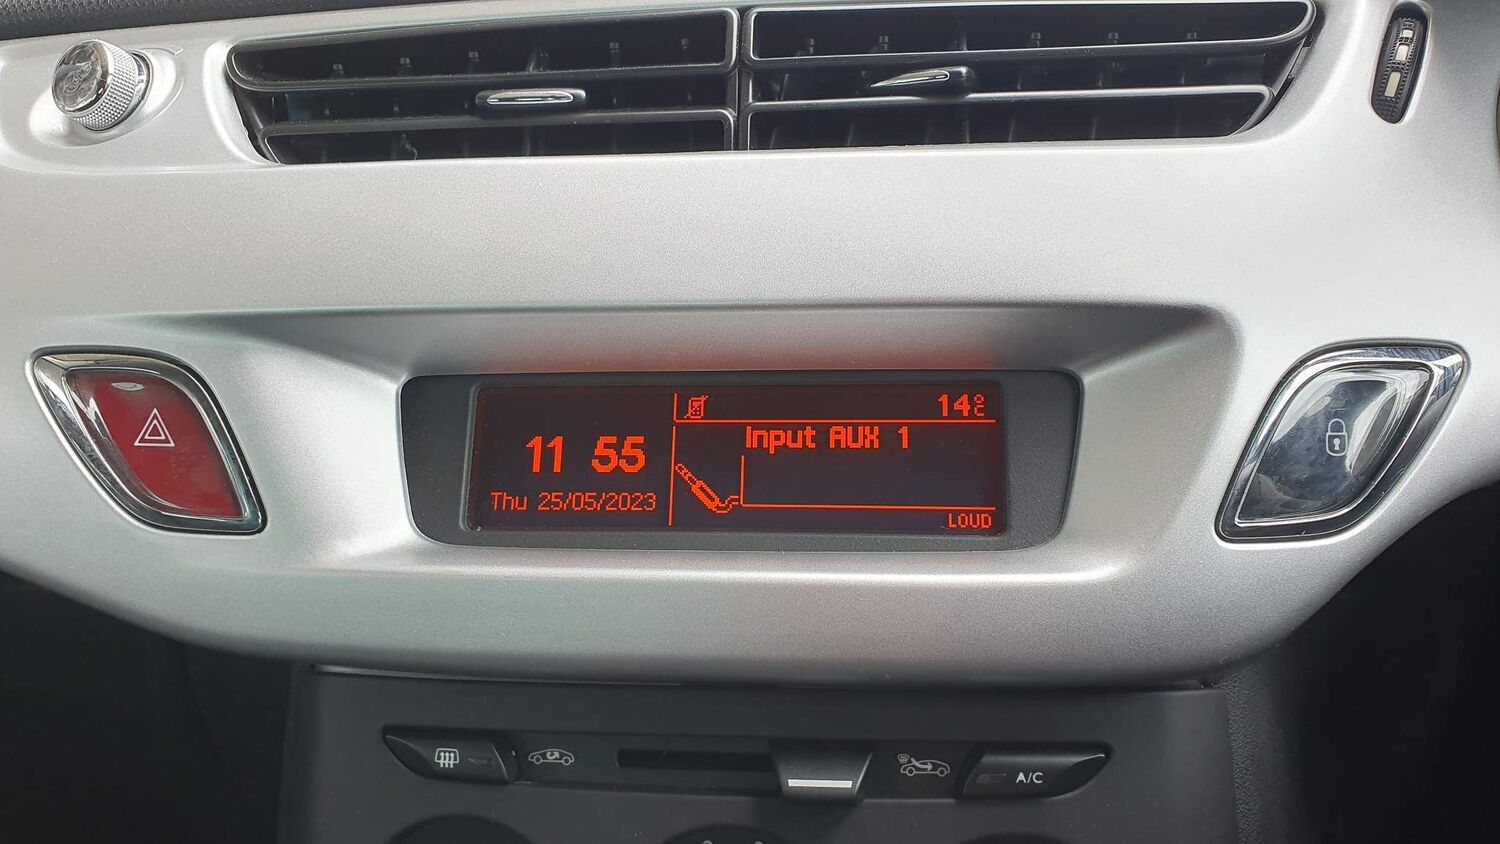 14°C
Input AUX 1
11 55
Thu 25/05/2023
LOUD
A/C